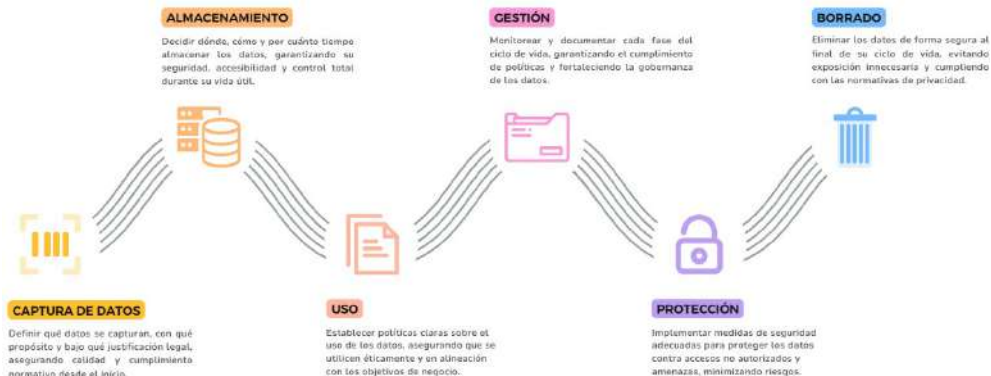 ALMACENAMIENTO
Decidir dónde, cómo y por cuánto tiempo
almacenar los datos, garantizando su
seguridad, accesibilidad y control total
durante su vida útil.
GESTIÓN
Monitorear y documentar cada fase del
ciclo de vida, garantizando el cumplimiento
de políticas y fortaleciendo la gobernanza
de los datos.
BORRADO
Eliminar los datos de forma segura al
final de su ciclo de vida, evitando
exposición innecesaria y cumpliendo
con las normativas de privacidad.
CAPTURA DE DATOS
Definir qué datos se capturan, con qué
propósito y bajo qué justificación legal,
asegurando calidad y cumplimiento
normativo desde el inicio.
USO
Establecer políticas claras sobre el
uso de los datos, asegurando que se
utilicen éticamente y en alineación
con los objetivos de negocio.
PROTECCIÓN
Implementar medidas de seguridad
adecuadas para proteger los datos
contra accesos no autorizados y
amenazas, minimizando riesgos.